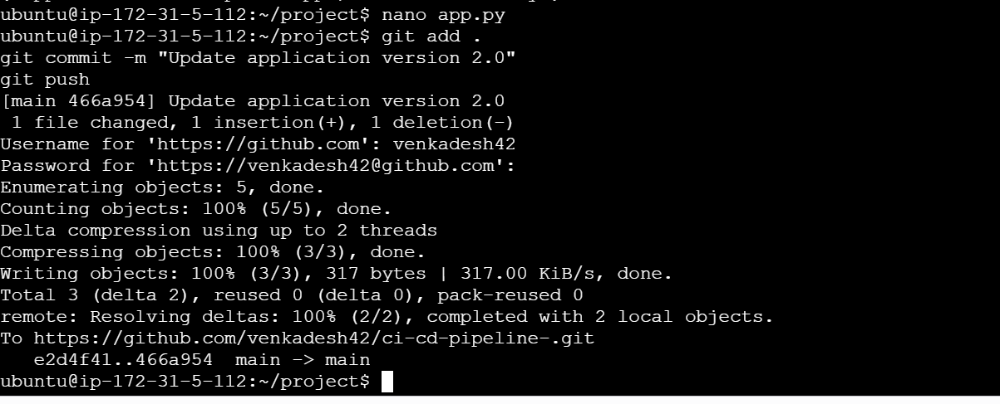 ubuntu@ip-172-31-5-112:~/project$ nano app.py
ubuntu@ip-172-31-5-112:~/project$ git add .
git commit -m "Update application version 2.0"
git push
[main 466a954] Update application version 2.0
 1 file changed, 1 insertion(+), 1 deletion(-)
Username for 'https://github.com': venkadesh42
Password for 'https://venkadesh42@github.com':
Enumerating objects: 5, done.
Counting objects: 100% (5/5), done.
Delta compression using up to 2 threads
Compressing objects: 100% (3/3), done.
Writing objects: 100% (3/3), 317 bytes | 317.00 KiB/s, done.
Total 3 (delta 2), reused 0 (delta 0), pack-reused 0
remote: Resolving deltas: 100% (2/2), completed with 2 local objects.
To https://github.com/venkadesh42/ci-cd-pipeline-.git
   e2d4f41..466a954  main -> main
ubuntu@ip-172-31-5-112:~/project$